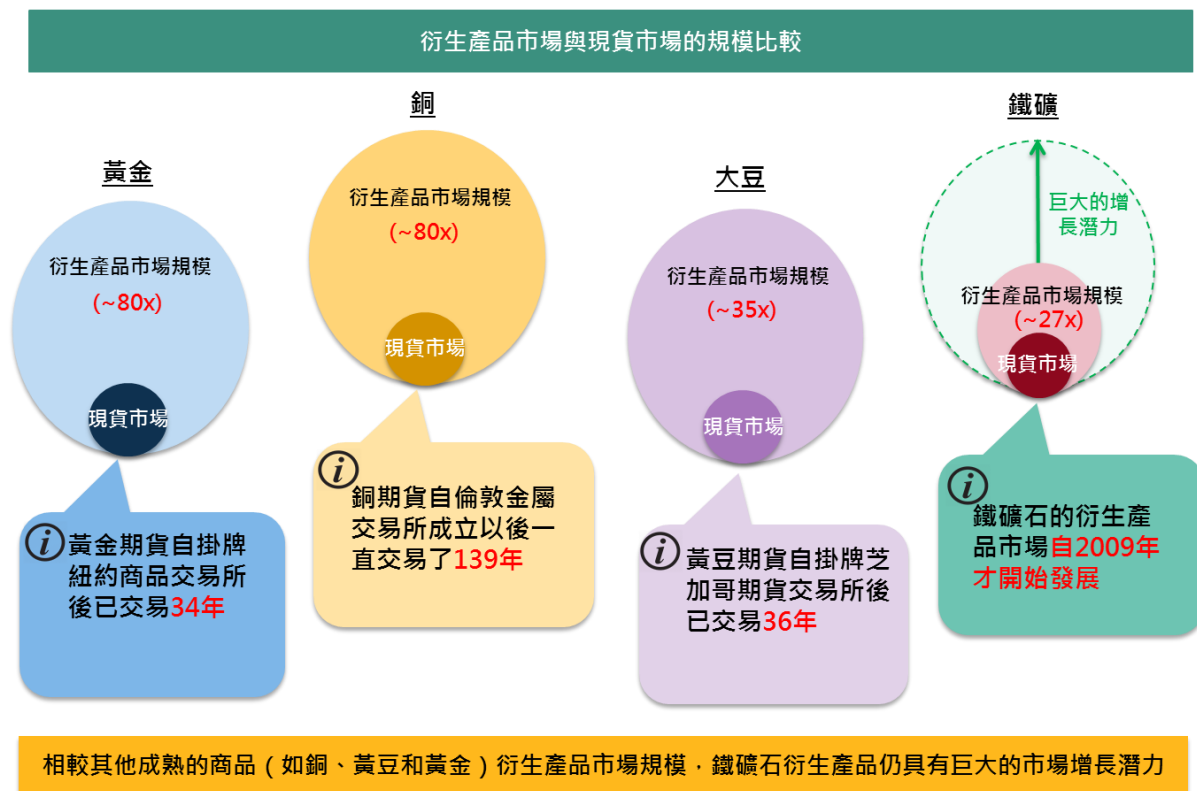 衍生產品市場與現貨市場的規模比較
黃金
衍生產品市場規模
(~80x)
現貨市場
i
黃金期貨自掛牌
紐約商品交易所
後已交易34年
銅
衍生產品市場規模
(~80x)
現貨市場
i
銅期貨自倫敦金屬
交易所成立以後一
直交易了139年
大豆
衍生產品市場規模
(~35x)
現貨市場
i
黃豆期貨自掛牌芝
加哥期貨交易所後
已交易36年
鐵礦
巨大的增
長潛力
衍生產品市場規模
(~27x)
現貨市場
i
鐵礦石的衍生產
品市場自2009年
才開始發展
相較其他成熟的商品（如銅、黃豆和黃金）衍生產品市場規模，鐵礦石衍生產品仍具有巨大的市場增長潛力